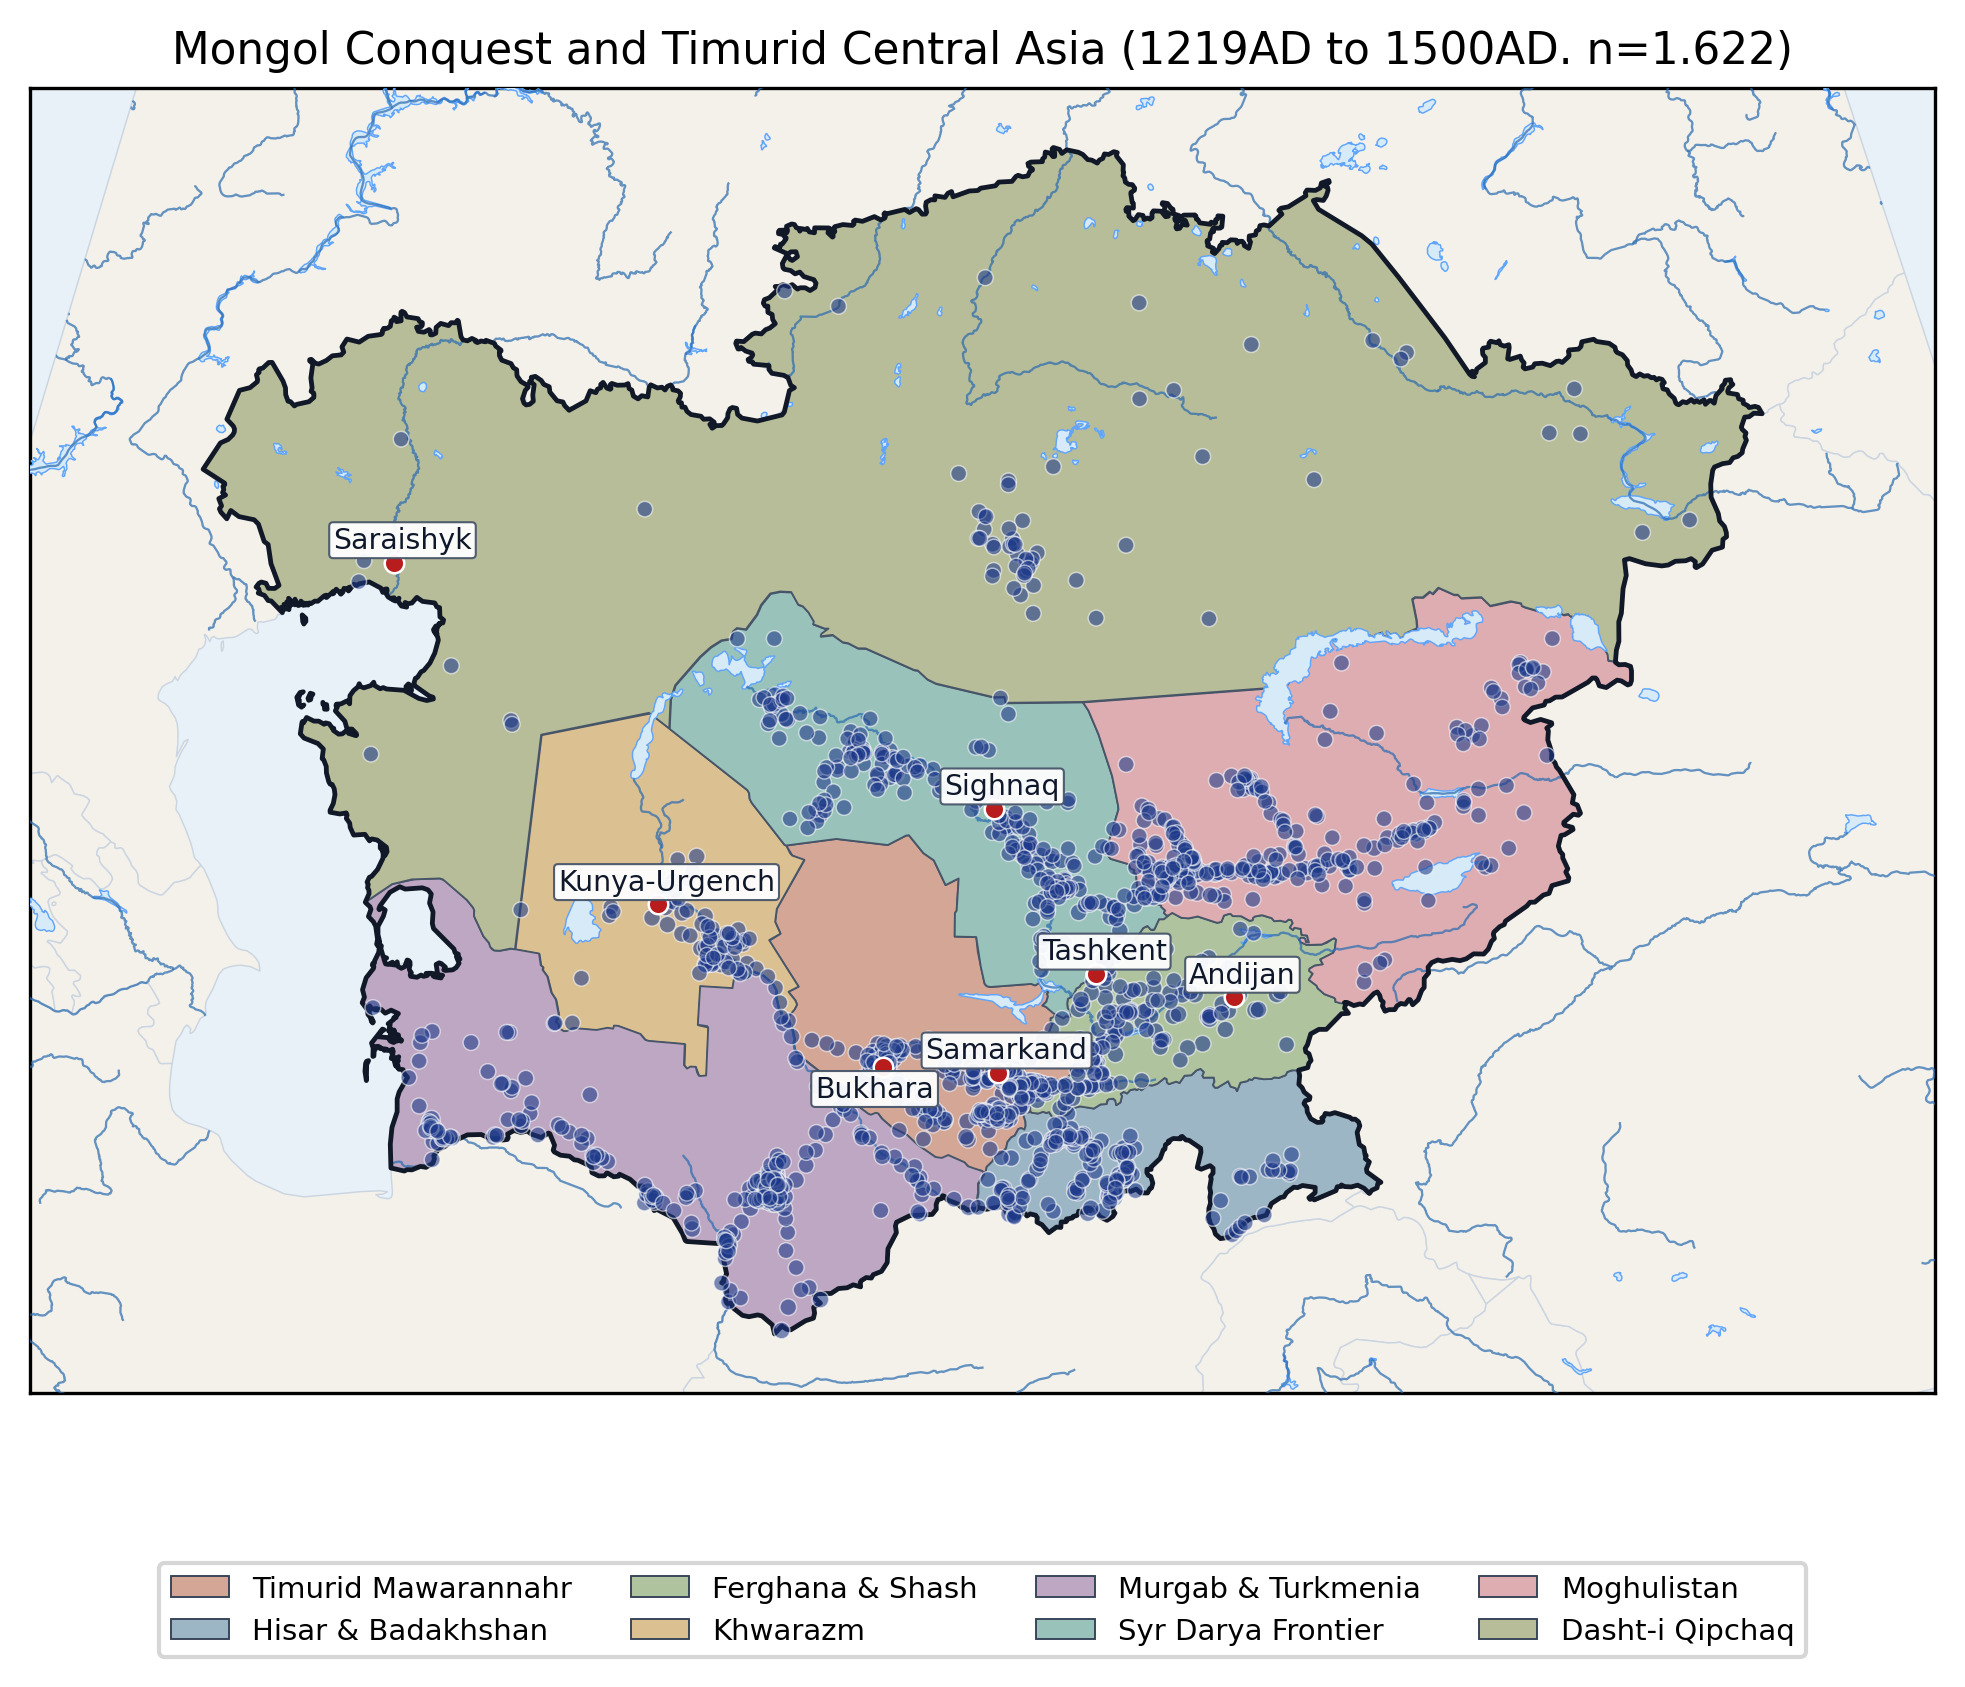 Mongol Conquest and Timurid Central Asia (1219AD to 1500AD. n=1.622)
Saraishyk
Sighnaq
Kunya-Urgench
Tashkent
Andijan
Samarkand
Bukhara
Timurid Mawarannahr
Hisar & Badakhshan
Ferghana & Shash
Khwarazm
Murgab & Turkmenia
Syr Darya Frontier
Moghulistan
Dasht-i Qipchaq